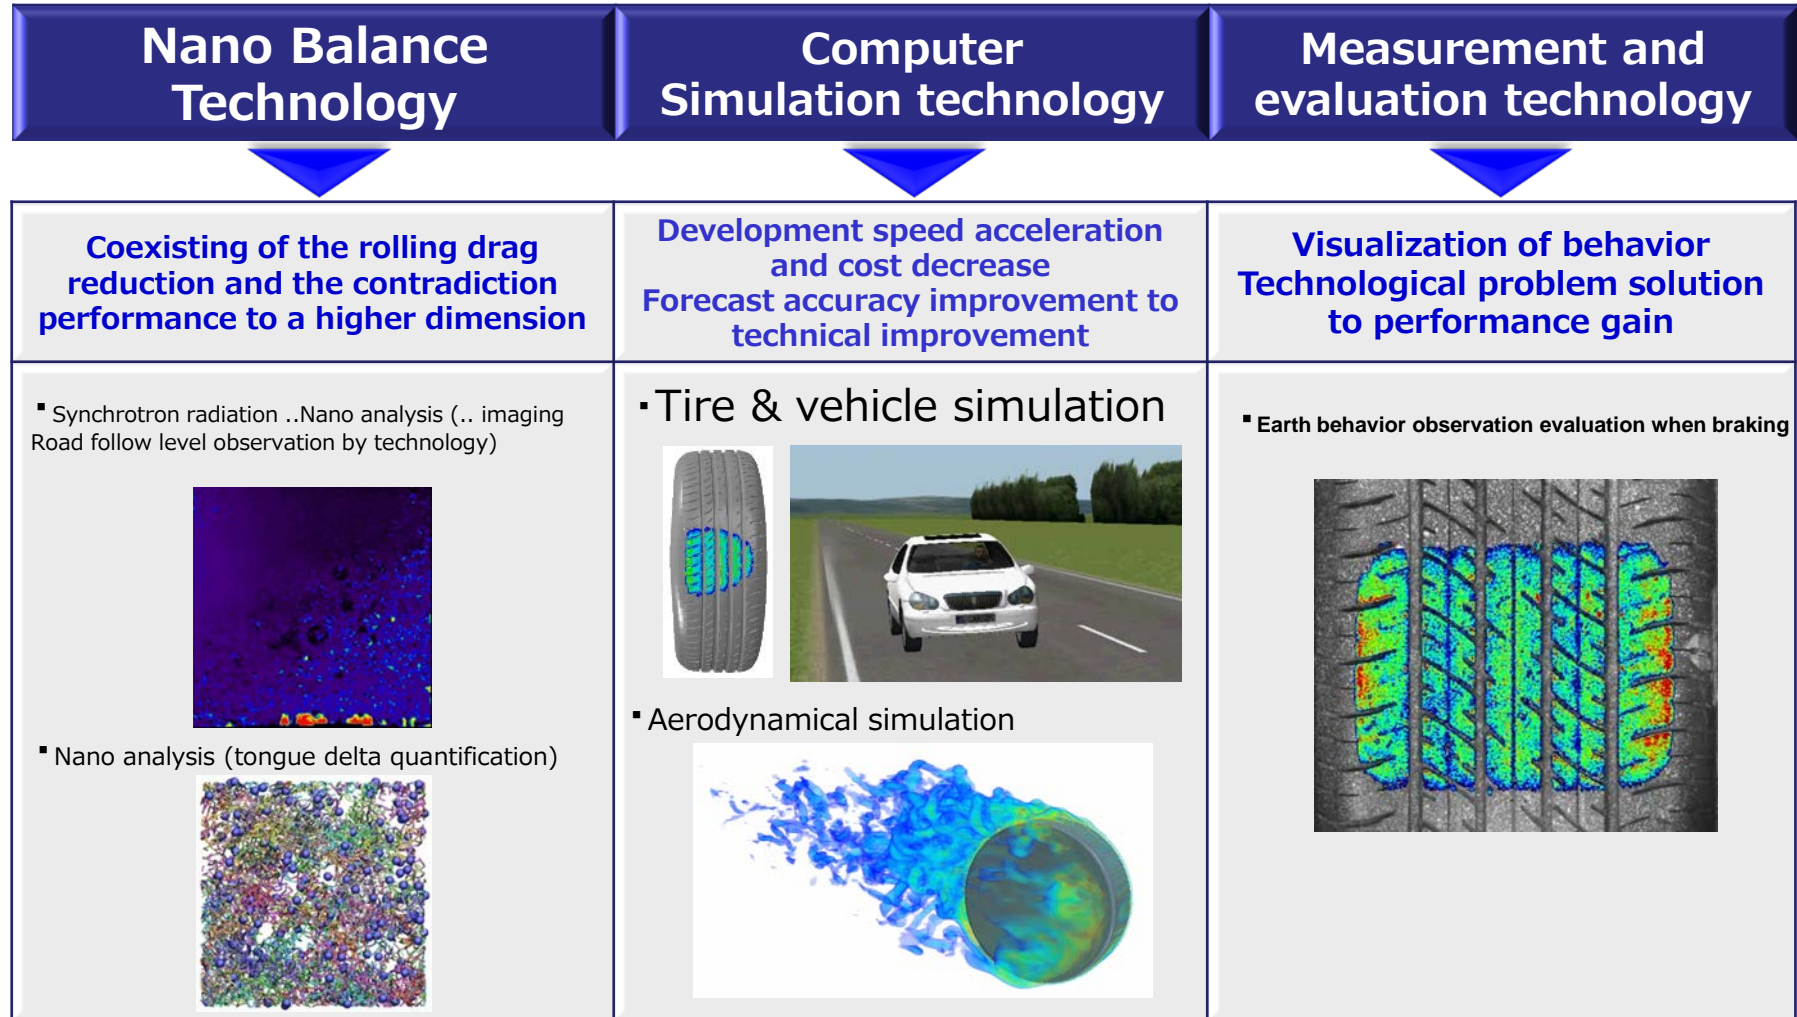 Nano Balance
Technology
Computer
Simulation technology
Measurement and
evaluation technology
Coexisting of the rolling drag
reduction and the contradiction
performance to a higher dimension
Development speed acceleration
and cost decrease
Forecast accuracy improvement to
technical improvement
Visualization of behavior
Technological problem solution
to performance gain
▪Synchrotron radiation ..Nano analysis (.. imaging
Road follow level observation by technology)
▪Nano analysis (tongue delta quantification)
▪Tire & vehicle simulation
▪Aerodynamical simulation
▪Earth behavior observation evaluation when braking